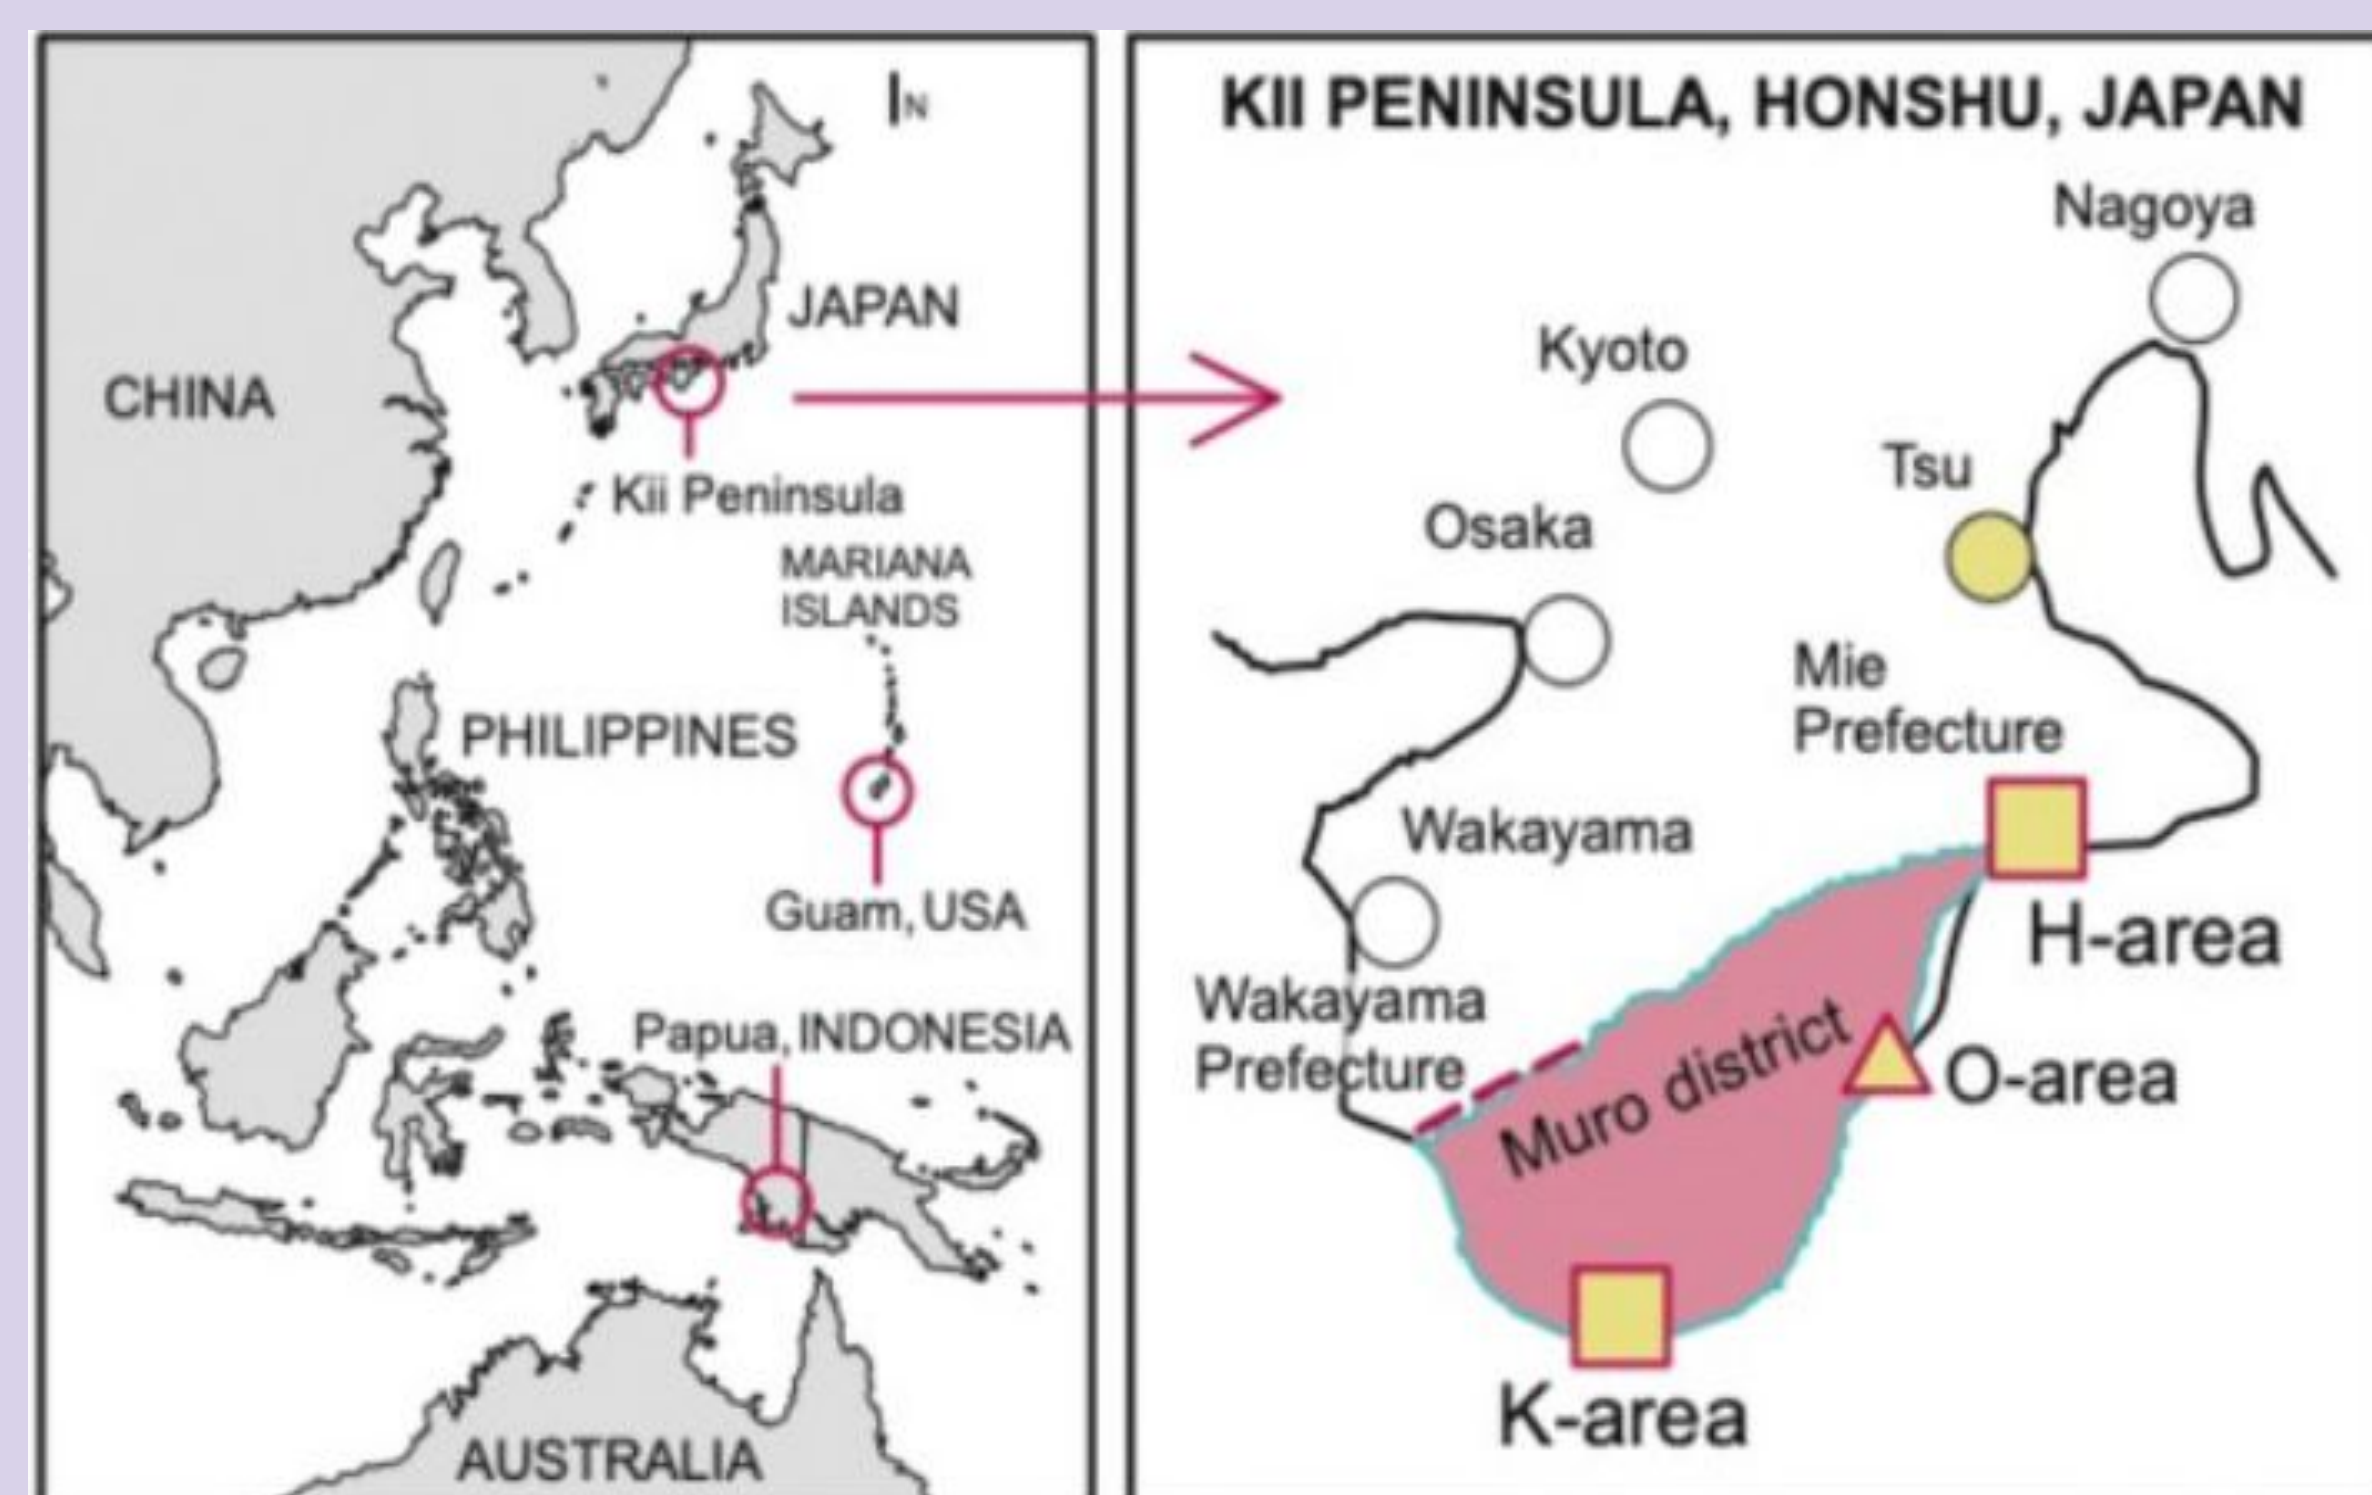 N
JAPAN
CHINA
Kii Peninsula
MARIANA
ISLANDS
PHILIPPINES
Guam, USA
Papua, INDONESIA
AUSTRALIA
KII PENINSULA, HONSHU, JAPAN
Nagoya
Kyoto
Tsu
Osaka
Mie
Prefecture
Wakayama
H-area
Wakayama
Prefecture
Muro district
O-area
K-area